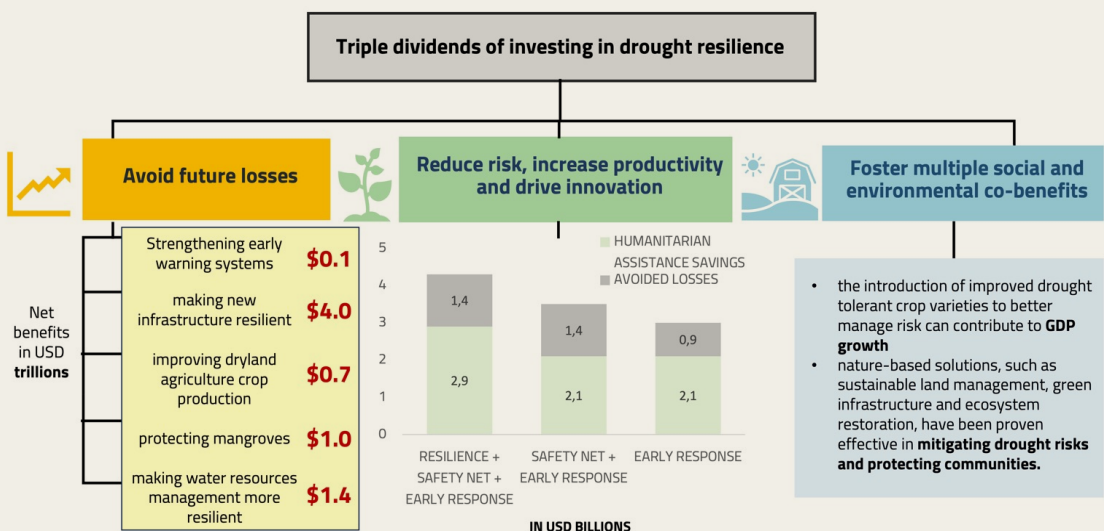 Triple dividends of investing in drought resilience
Avoid future losses
Net
benefits
in USD
trillions
Strengthening early
warning systems
$0.1
making new
infrastructure resilient
$4.0
improving dryland
agriculture crop
production
$0.7
protecting mangroves
$1.0
making water resources
management more
resilient
$1.4
Reduce risk, increase productivity
and drive innovation
HUMANITARIAN
ASSISTANCE SAVINGS
AVOIDED LOSSES
5
4
3
2
1
0
1,4
2,9
1,4
2,1
0,9
2,1
RESILIENCE +
SAFETY NET +
EARLY RESPONSE
SAFETY NET +
EARLY RESPONSE
EARLY RESPONSE
IN USD BILLIONS
Foster multiple social and
environmental co-benefits
• the introduction of improved drought
tolerant crop varieties to better
manage risk can contribute to GDP
growth
• nature-based solutions, such as
sustainable land management, green
infrastructure and ecosystem
restoration, have been proven
effective in mitigating drought risks
and protecting communities.